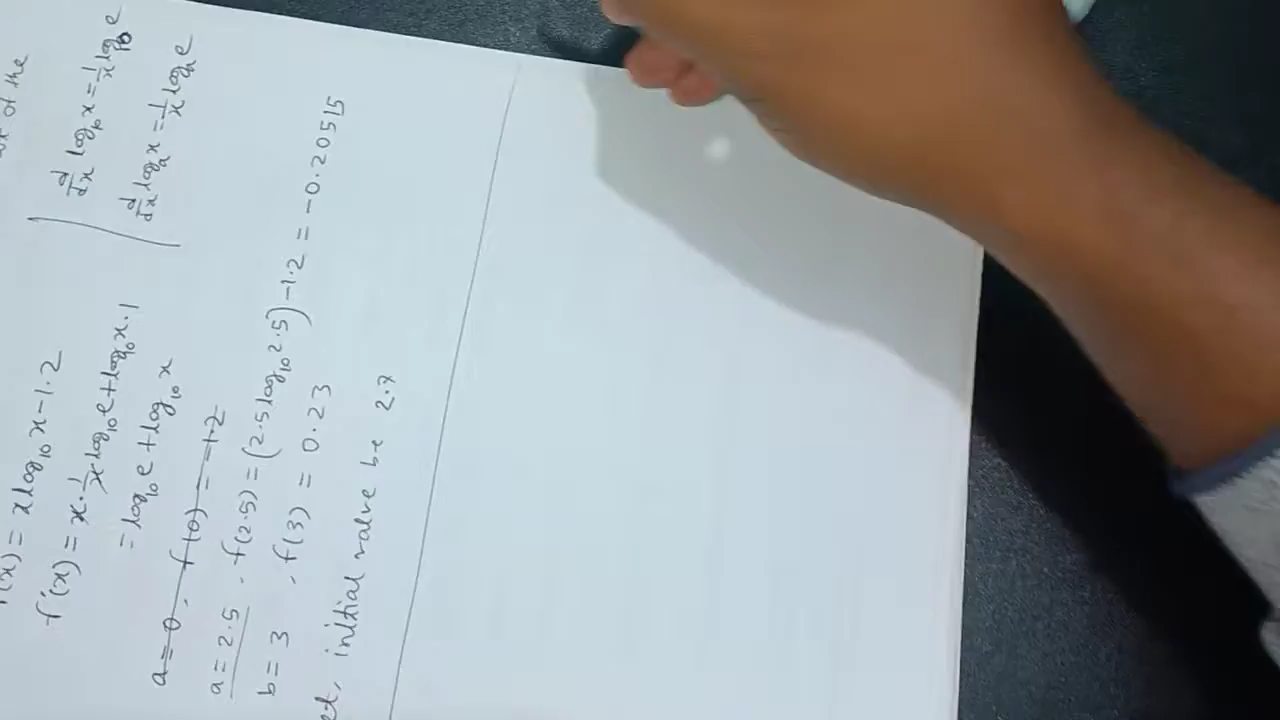 of the
f(x) = x log₁₀ x - 1.2
f'(x) = x · 1/x log₁₀ e + log₁₀ x · 1
= log₁₀ e + log₁₀ x
d/dx log₁₀ x = 1/x log₁₀ e
d/dx logₐ x = 1/x logₐ e
a = 0, f(0) = -1.2
a = 2.5, f(2.5) = (2.5 log₁₀ 2.5) - 1.2 = -0.20515
b = 3, f(3) = 0.23
initial value be 2.7